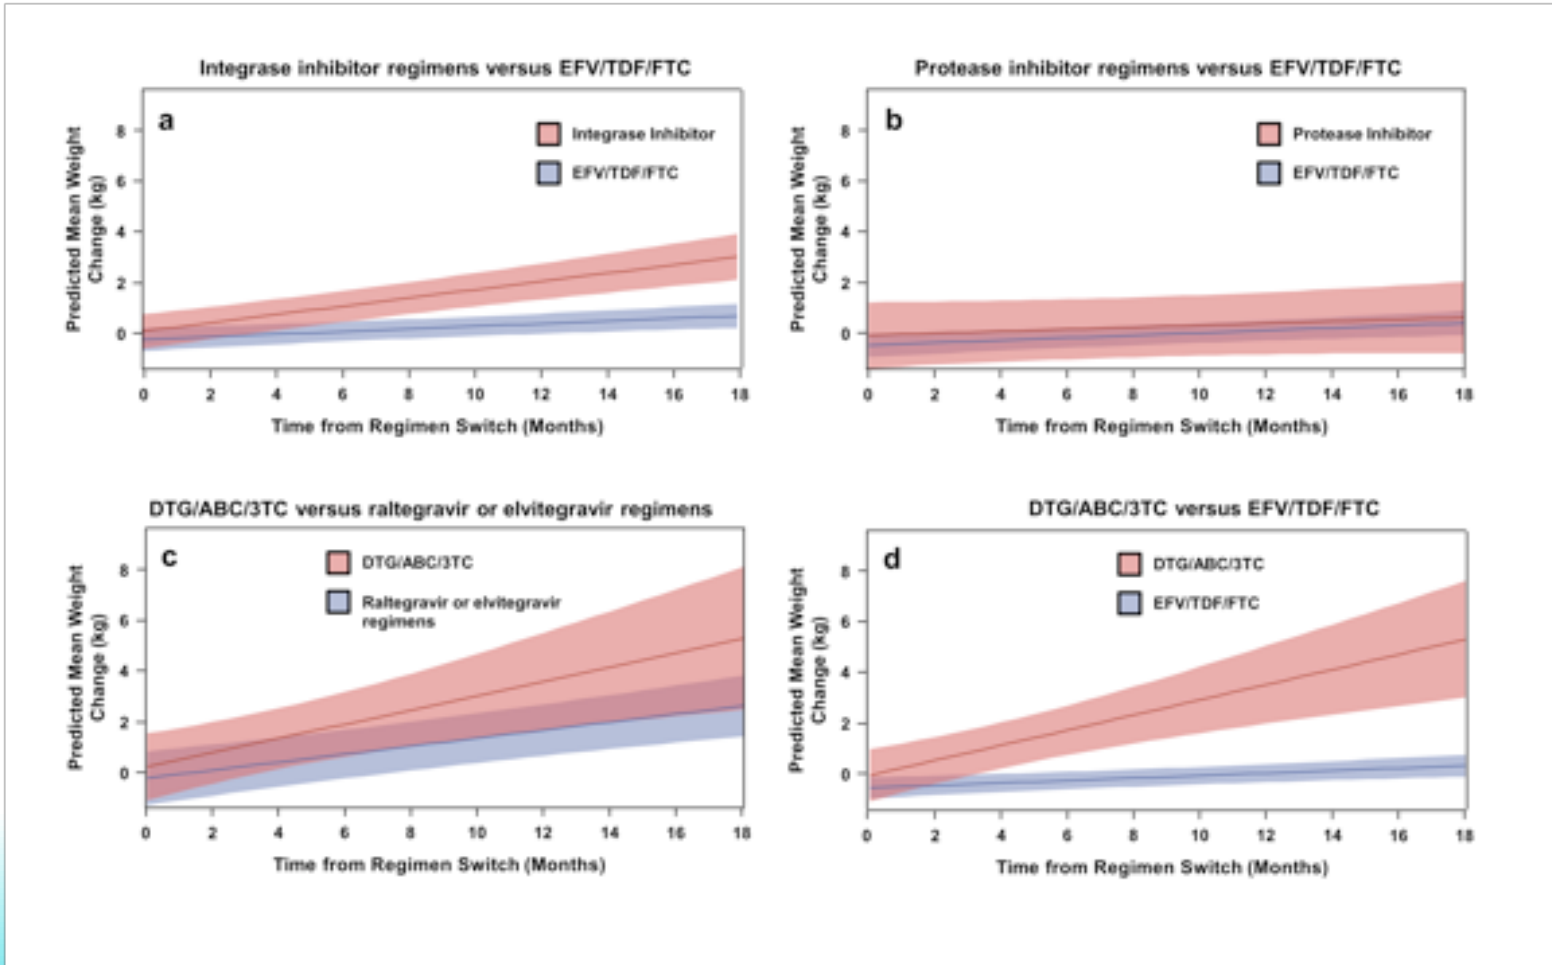 Integrase inhibitor regimens versus EFV/TDF/FTC
a
Integrase Inhibitor
EFV/TDF/FTC
Predicted Mean Weight
Change (kg)
8
6
4
2
0
0 2 4 6 8 10 12 14 16 18
Time from Regimen Switch (Months)
Protease inhibitor regimens versus EFV/TDF/FTC
b
Protease Inhibitor
EFV/TDF/FTC
Predicted Mean Weight
Change (kg)
8
6
4
2
0
0 2 4 6 8 10 12 14 16 18
Time from Regimen Switch (Months)
DTG/ABC/3TC versus raltegravir or elvitegravir regimens
c
DTG/ABC/3TC
Raltegravir or elvitegravir
regimens
Predicted Mean Weight
Change (kg)
8
6
4
2
0
0 2 4 6 8 10 12 14 16 18
Time from Regimen Switch (Months)
DTG/ABC/3TC versus EFV/TDF/FTC
d
DTG/ABC/3TC
EFV/TDF/FTC
Predicted Mean Weight
Change (kg)
8
6
4
2
0
0 2 4 6 8 10 12 14 16 18
Time from Regimen Switch (Months)